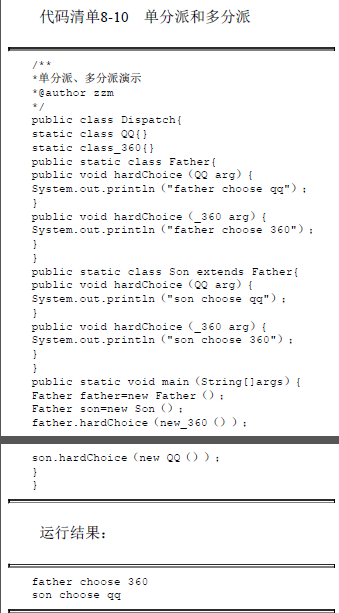 代码清单8-10　单分派和多分派
/**
*单分派、多分派演示
*@author zzm
*/
public class Dispatch{
static class QQ{}
static class_360{}
public static class Father{
public void hardChoice（QQ arg）{
System.out.println（"father choose qq"）；
}
public void hardChoice（_360 arg）{
System.out.println（"father choose 360"）；
}
}
public static class Son extends Father{
public void hardChoice（QQ arg）{
System.out.println（"son choose qq"）；
}
public void hardChoice（_360 arg）{
System.out.println（"son choose 360"）；
}
}
public static void main（String[]args）{
Father father=new Father（）；
Father son=new Son（）；
father.hardChoice（new_360（））；
son.hardChoice（new QQ（））；
}
}
运行结果：
father choose 360
son choose qq